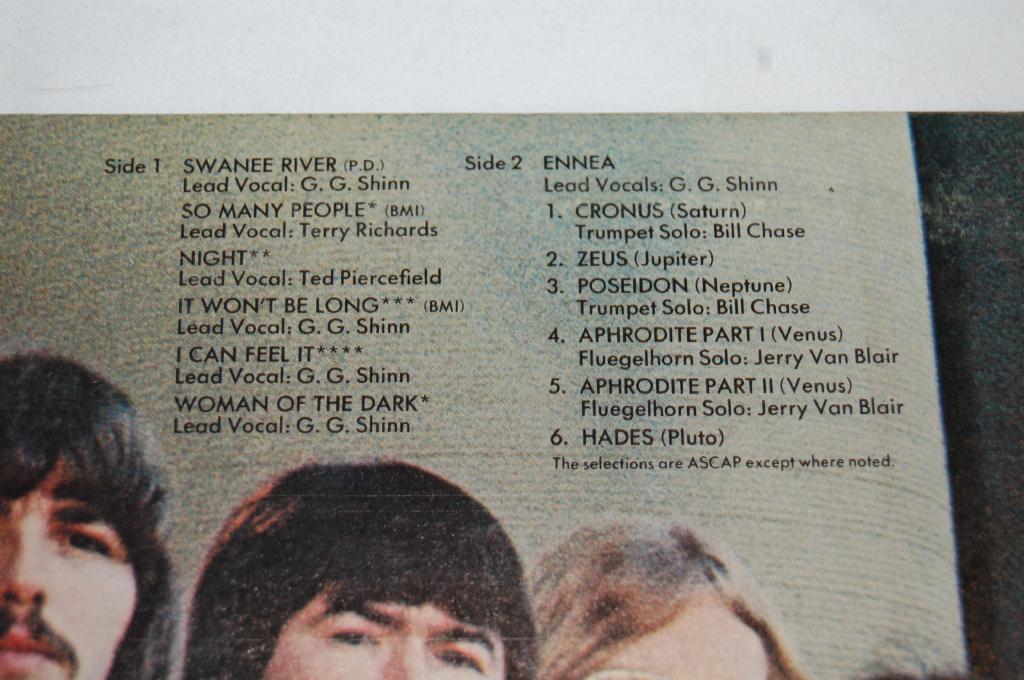 Side 1 SWANEE RIVER (P.D.)
Lead Vocal: G. G. Shinn
SO MANY PEOPLE* (BMI)
Lead Vocal: Terry Richards
NIGHT**
Lead Vocal: Ted Piercefield
IT WON'T BE LONG*** (BMI)
Lead Vocal: G. G. Shinn
I CAN FEEL IT****
Lead Vocal: G. G. Shinn
WOMAN OF THE DARK*
Lead Vocal: G. G. Shinn
Side 2 ENNEA
Lead Vocals: G. G. Shinn
1. CRONUS (Saturn)
Trumpet Solo: Bill Chase
2. ZEUS (Jupiter)
3. POSEIDON (Neptune)
Trumpet Solo: Bill Chase
4. APHRODITE PART I (Venus)
Fluegelhorn Solo: Jerry Van Blair
5. APHRODITE PART II (Venus)
Fluegelhorn Solo: Jerry Van Blair
6. HADES (Pluto)
The selections are ASCAP except where noted.